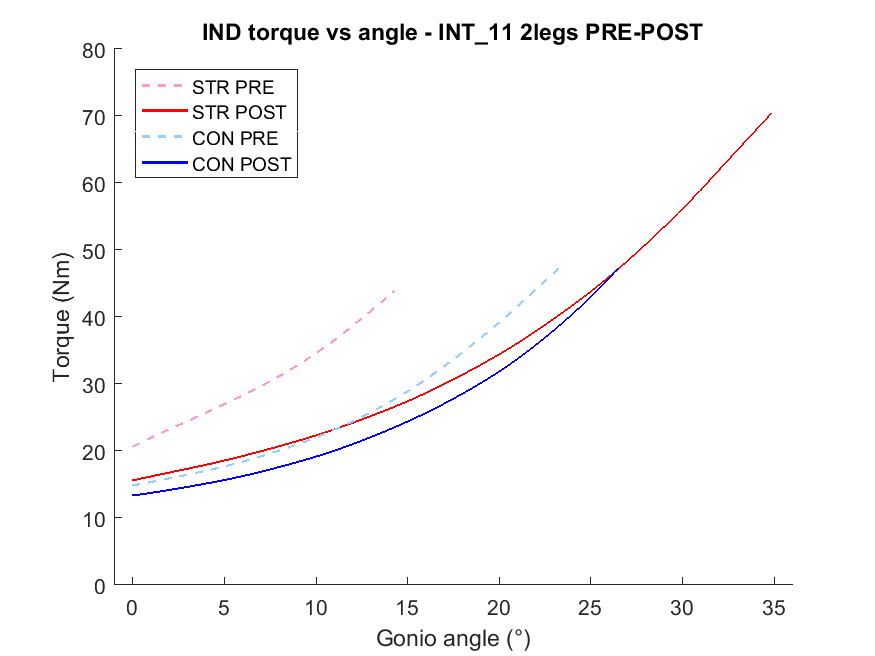 IND torque vs angle - INT_11 2legs PRE-POST
80
70
60
50
40
30
20
10
0
Torque (Nm)
STR PRE
STR POST
CON PRE
CON POST
0 5 10 15 20 25 30 35
Gonio angle (°)